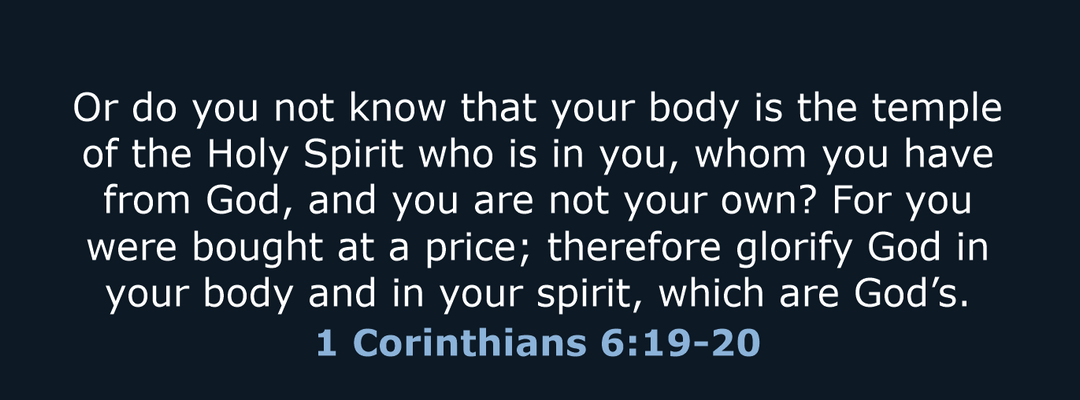 Or do you not know that your body is the temple
of the Holy Spirit who is in you, whom you have
from God, and you are not your own? For you
were bought at a price; therefore glorify God in
your body and in your spirit, which are God’s.
1 Corinthians 6:19-20